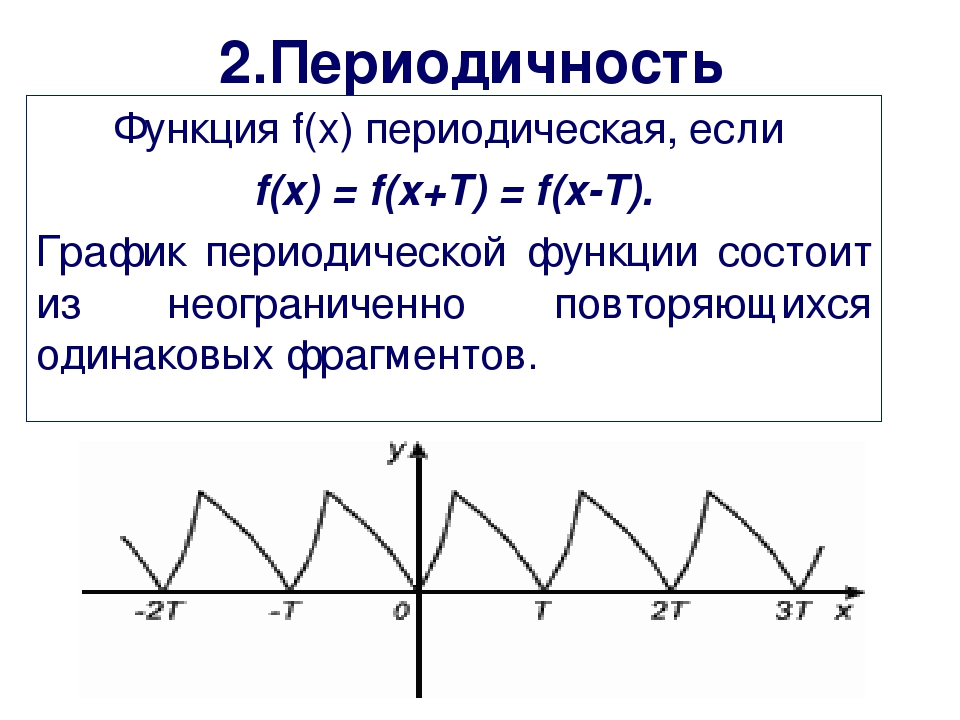 2.Периодичность
Функция f(x) периодическая, если
f(x) = f(x+T) = f(x-T).
График периодической функции состоит
из неограниченно повторяющихся
одинаковых фрагментов.
y
-2T -T 0 T 2T 3T x